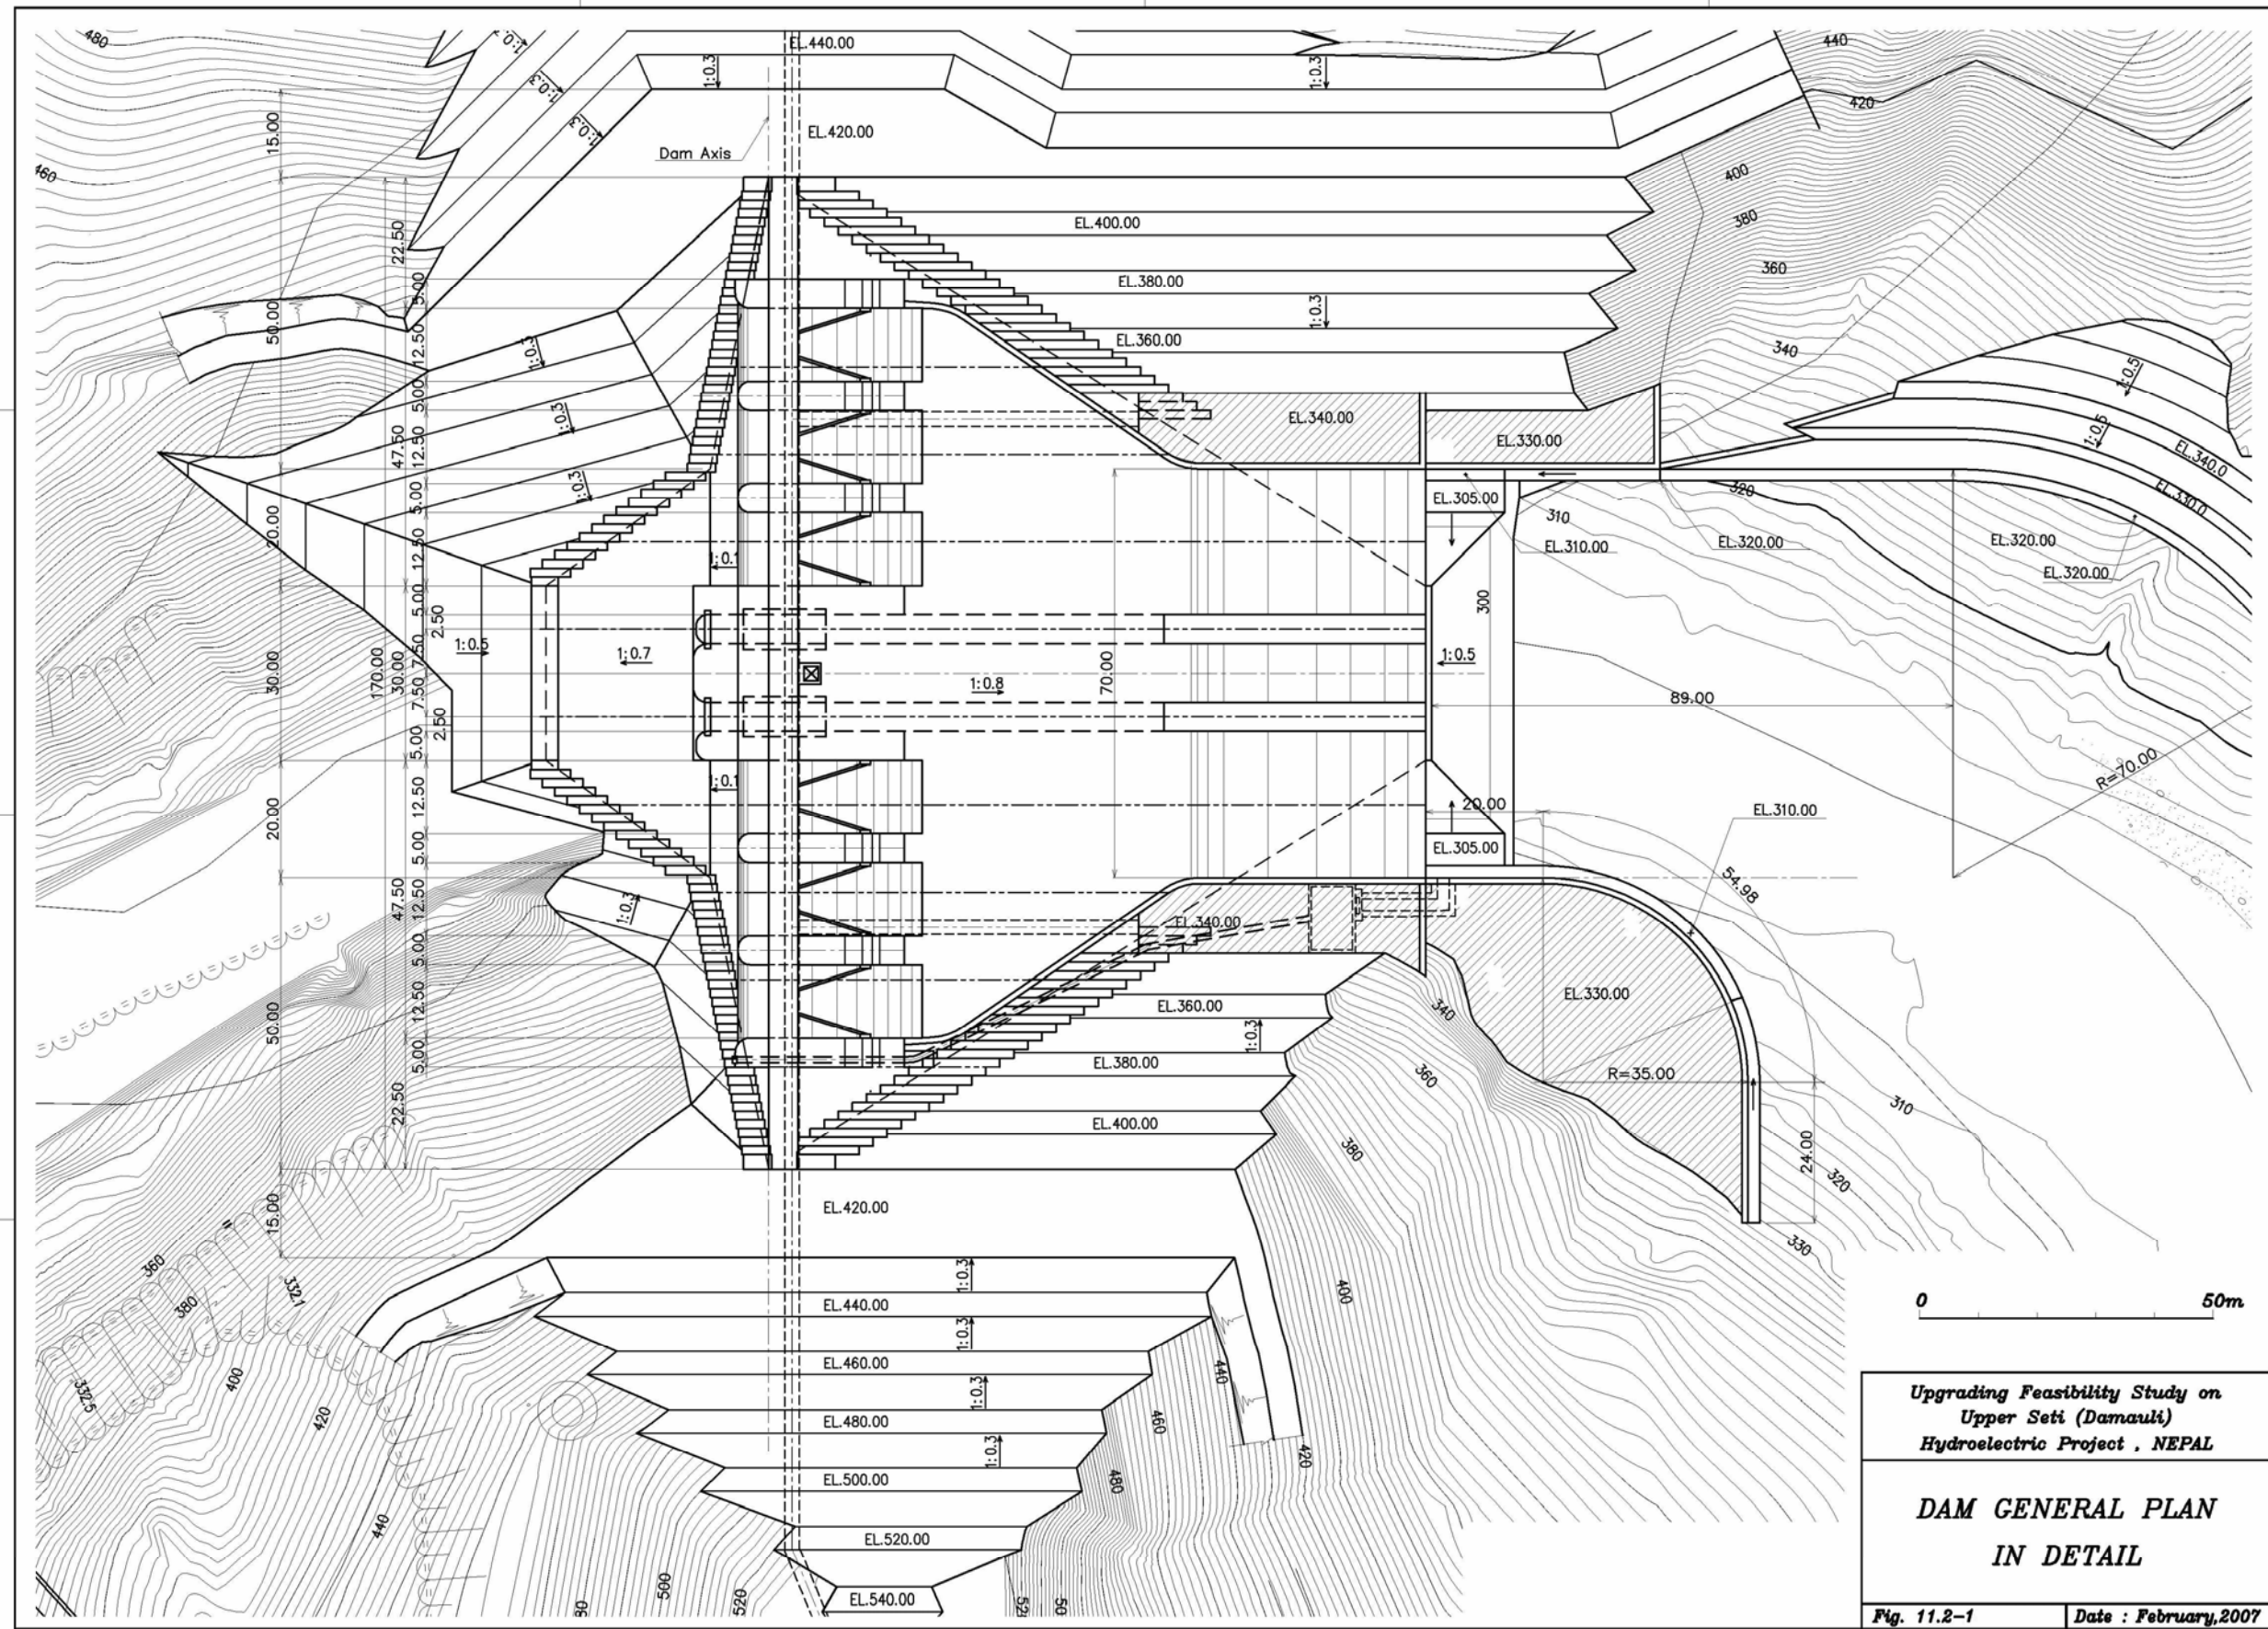 480
1:0.3
EL.440.00
1:0.3
1:0.3
440
1:0.3
1:0.3
420
15.00
EL.420.00
Dam Axis
460
400
380
EL.400.00
22.50
360
EL.380.00
5.00
50.00
1:0.3
12.50
1:0.3
EL.360.00
340
1:0.5
5.00
1:0.3
EL.340.00
EL.330.00
1:0.5
47.50
12.50
EL.340.0
1:0.3
EL.330.0
5.00
EL.305.00
320
310
20.00
12.50
EL.310.00
EL.320.00
EL.320.00
EL.320.00
1:0.1
5.00
2.50
300
1:0.5
1:0.7
7.50
30.00
170.00
30.00
70.00
1:0.5
1:0.8
7.50
89.00
2.50
5.00
R=70.00
1:0.1
12.50
20.00
20.00
EL.310.00
5.00
EL.305.00
54.98
47.50
12.50
1:0.3
EL.340.00
5.00
EL.330.00
12.50
EL.360.00
340
50.00
1:0.3
5.00
EL.380.00
360
R=35.00
22.50
310
EL.400.00
380
24.00
320
EL.420.00
15.00
330
360
332.1
1:0.3
400
380
EL.440.00
0 50m
1:0.3
EL.460.00
440
400
332.5
1:0.3
420
EL.480.00
460
1:0.3
420
EL.500.00
480
440
EL.520.00
500
520
EL.540.00
Upgrading Feasibility Study on
Upper Seti (Damauli)
Hydroelectric Project , NEPAL
DAM GENERAL PLAN
IN DETAIL
Fig. 11.2-1
Date : February,2007